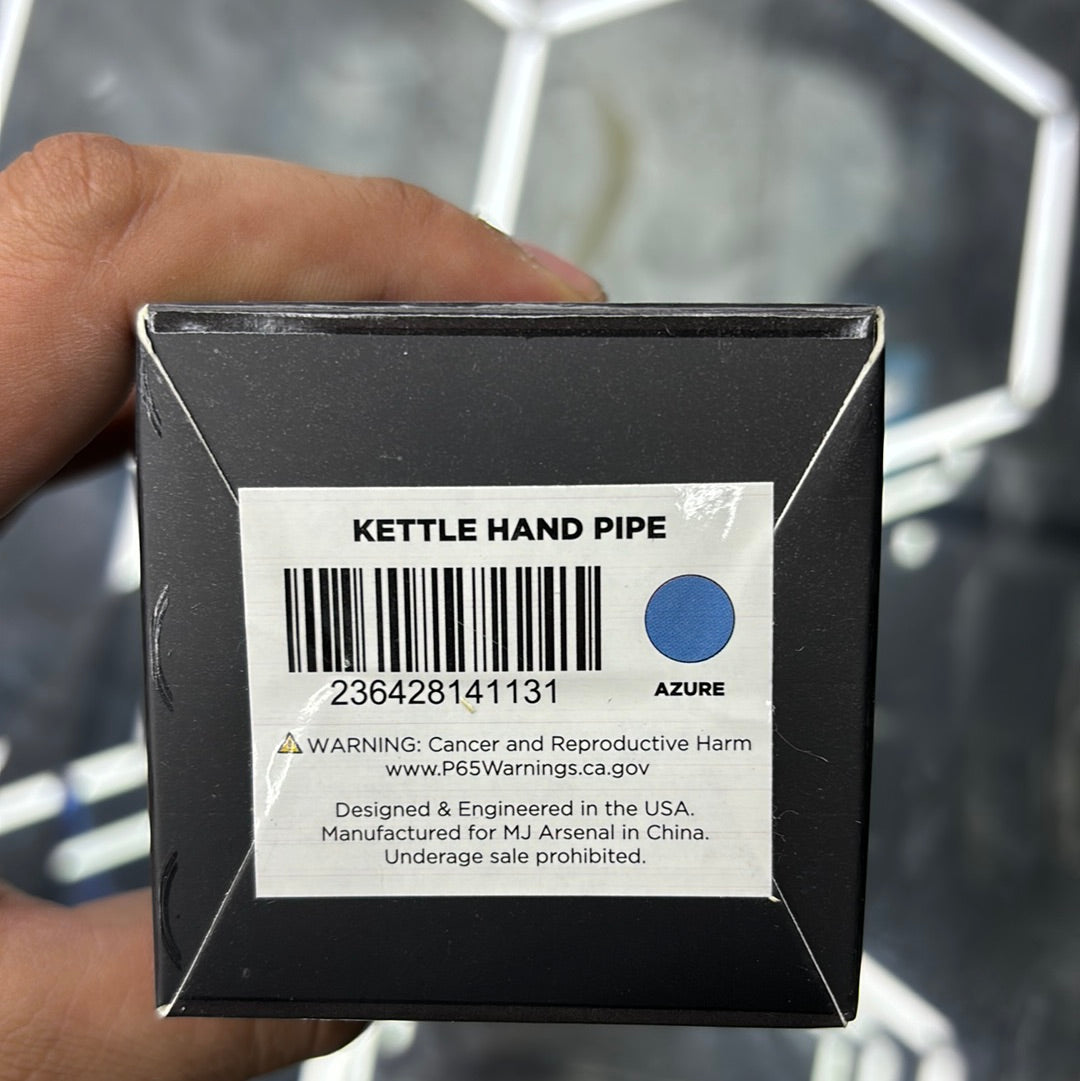 KETTLE HAND PIPE
236428141131
AZURE
WARNING: Cancer and Reproductive Harm
www.P65Warnings.ca.gov
Designed & Engineered in the USA.
Manufactured for MJ Arsenal in China.
Underage sale prohibited.